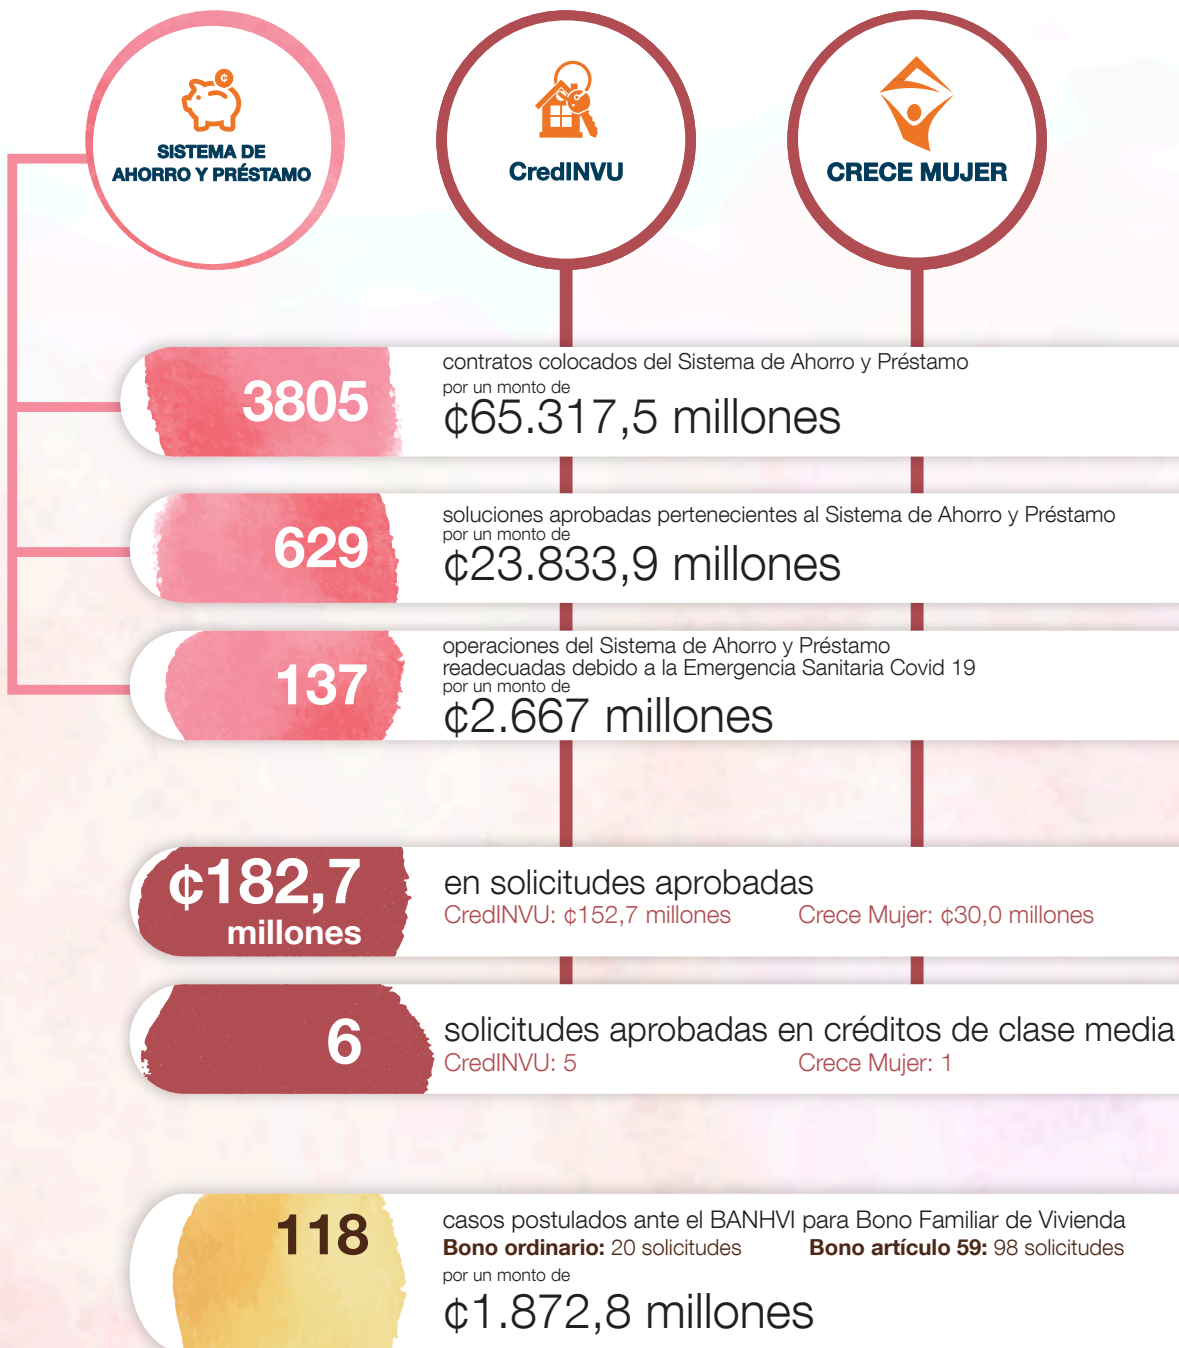 SISTEMA DE
AHORRO Y PRÉSTAMO
CredINVU
CRECE MUJER
3805
contratos colocados del Sistema de Ahorro y Préstamo
por un monto de
₵65.317,5 millones
629
soluciones aprobadas pertenecientes al Sistema de Ahorro y Préstamo
por un monto de
₵23.833,9 millones
137
operaciones del Sistema de Ahorro y Préstamo
readecuadas debido a la Emergencia Sanitaria Covid 19
por un monto de
₵2.667 millones
₵182,7
millones
en solicitudes aprobadas
CredINVU: ₵152,7 millones Crece Mujer: ₵30,0 millones
6
solicitudes aprobadas en créditos de clase media
CredINVU: 5 Crece Mujer: 1
118
casos postulados ante el BANHVI para Bono Familiar de Vivienda
Bono ordinario: 20 solicitudes Bono artículo 59: 98 solicitudes
por un monto de
₵1.872,8 millones